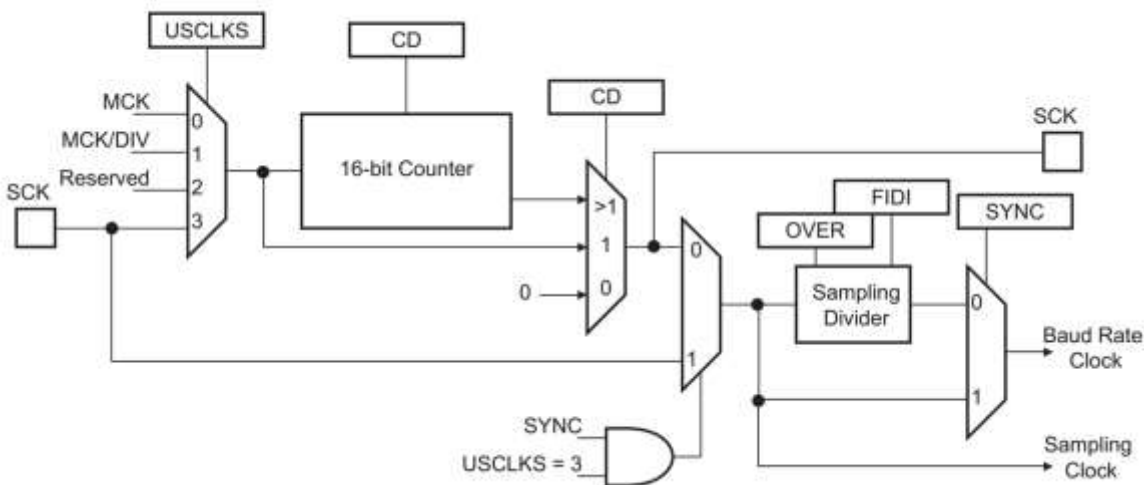 USCLKS
CD
CD
SCK
MCK
0
MCK/DIV
1
16-bit Counter
Reserved
2
SCK
3
>1
1
0
0
FIDI
OVER
SYNC
0
Sampling
Divider
0
Baud Rate
Clock
1
1
SYNC
USCLKS = 3
Sampling
Clock